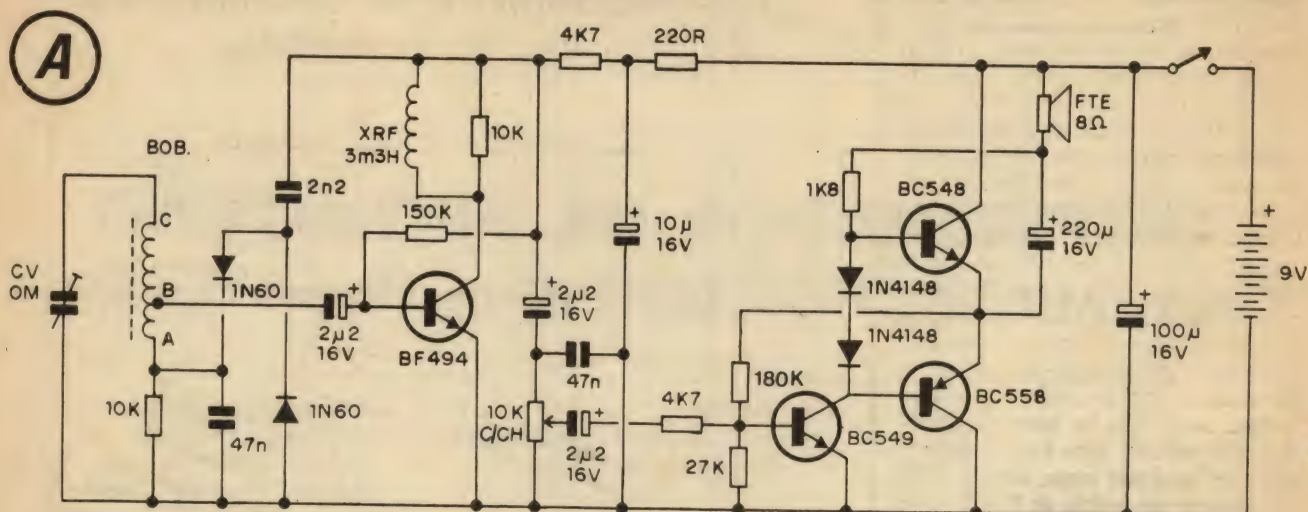 A
4K7
220R
BOB.
XRF
3m3H
10K
FTE
8Ω
2n2
1K8
BC548
C
150K
10µ
16V
+
220µ
16V
+
+
CV
OM
B
1N60
+
2µ2
16V
1N4148
9V
A
2µ2
16V
+
BF494
1N4148
+
100µ
16V
47n
180K
10K
1N60
10K
C/CH
+
2µ2
16V
4K7
BC558
47n
27K
BC549